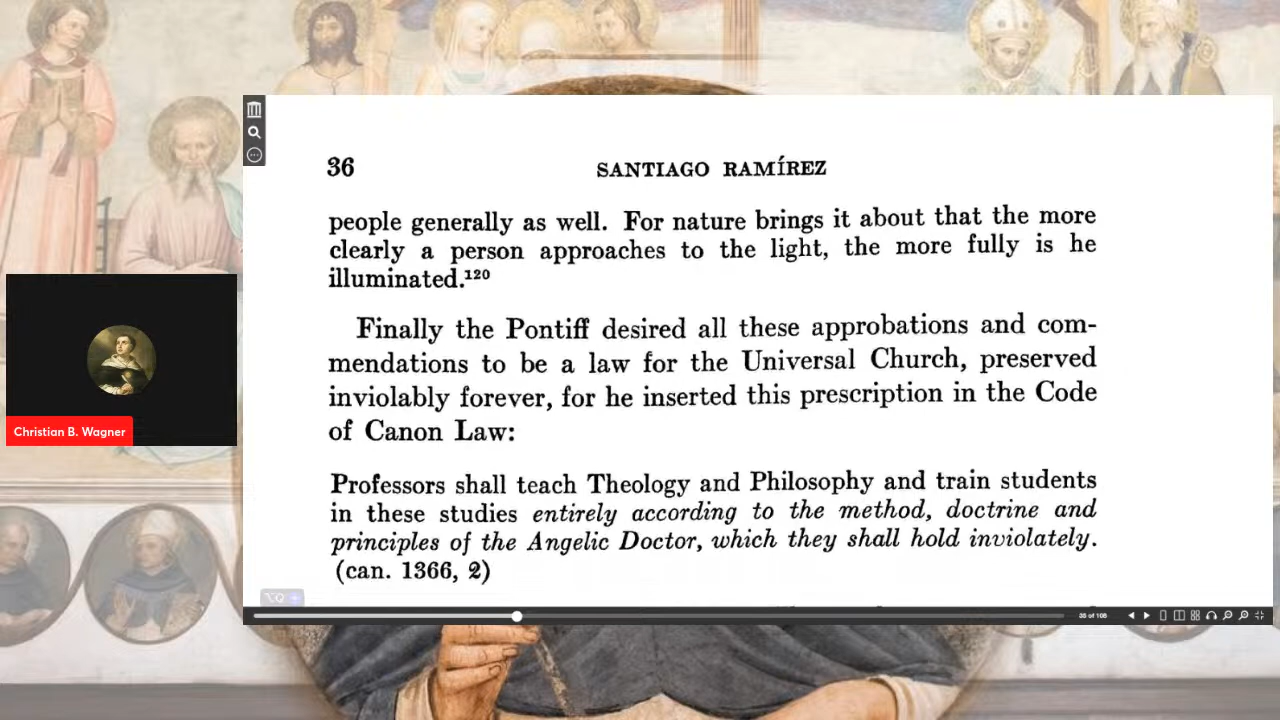 36
SANTIAGO RAMÍREZ
people generally as well. For nature brings it about that the more
clearly a person approaches to the light, the more fully is he
illuminated.¹²⁰
Finally the Pontiff desired all these approbations and com-
mendations to be a law for the Universal Church, preserved
inviolably forever, for he inserted this prescription in the Code
of Canon Law:
Professors shall teach Theology and Philosophy and train students
in these studies entirely according to the method, doctrine and
principles of the Angelic Doctor, which they shall hold inviolately.
(can. 1366, 2)
Christian B. Wagner